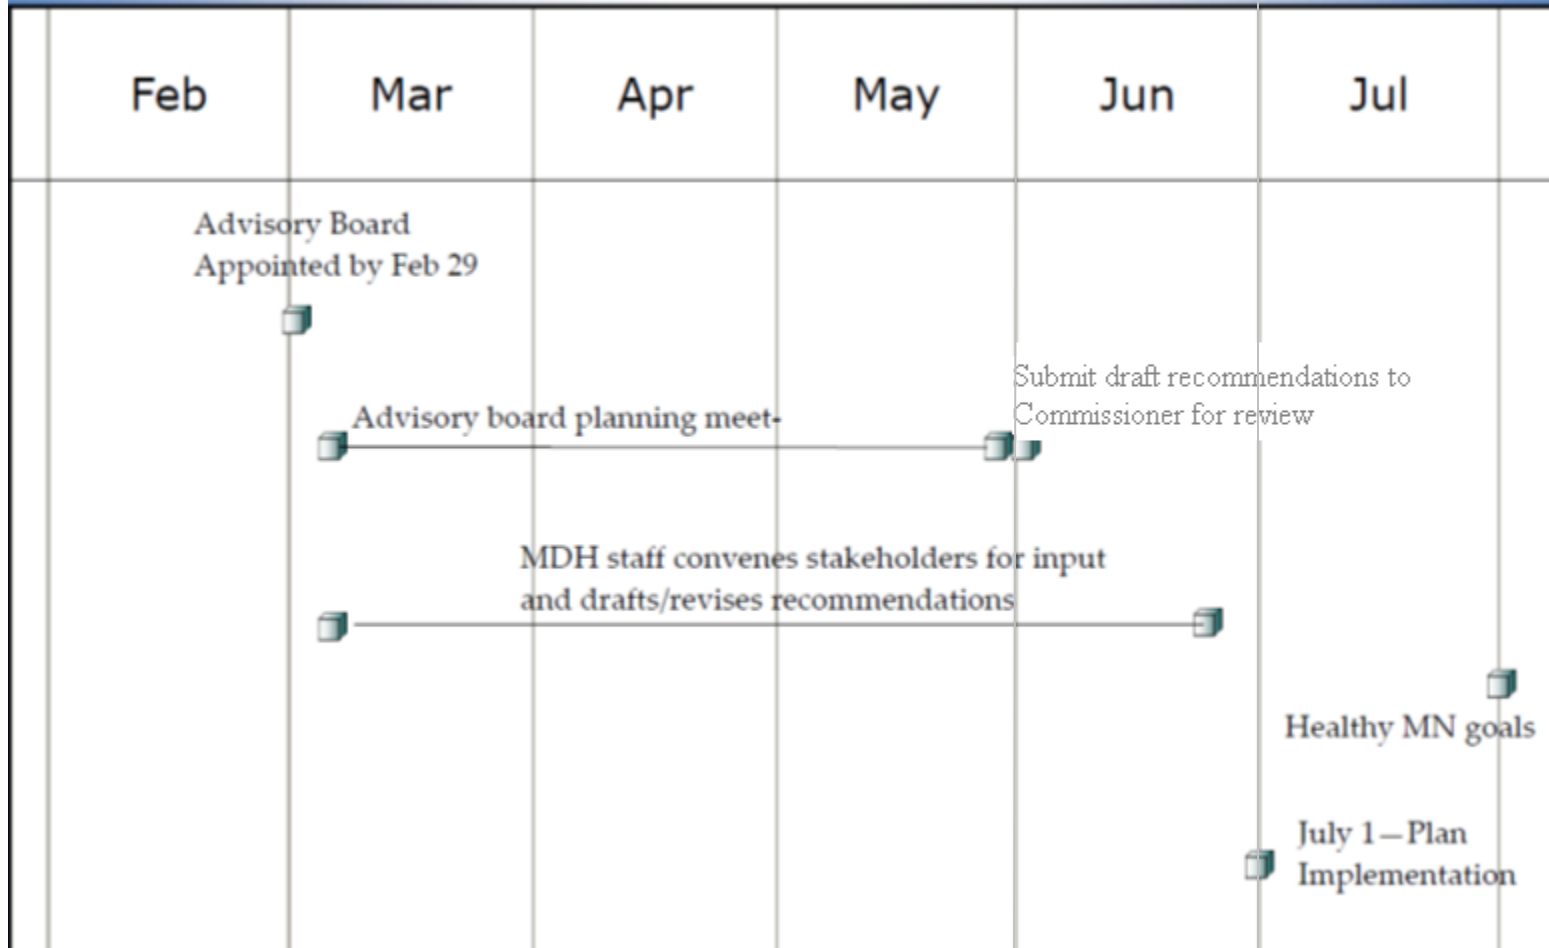 Feb Mar Apr May Jun Jul
Advisory Board
Appointed by Feb 29
Submit draft recommendations to
Commissioner for review
Advisory board planning meet-
MDH staff convenes stakeholders for input
and drafts/revises recommendations
Healthy MN goals
July 1—Plan
Implementation